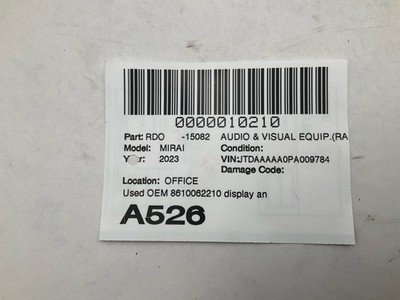 0000010210
Part: RDO -15082 AUDIO & VISUAL EQUIP.(RA
Model: MIRAI Condition:
Year: 2023 VIN:JTDAAAAA0PA009784
Damage Code:
Location: OFFICE
Used OEM 8610062210 display an
A526